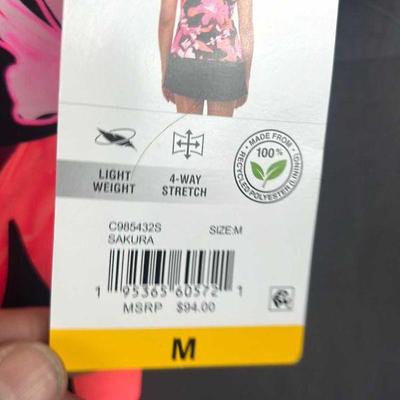 LIGHT
WEIGHT
4-WAY
STRETCH
• MADE FROM •
100%
RECYCLED POLYESTER (LINING)
C985432S
SIZE:M
SAKURA
1 95365 60572 1
MSRP $94.00
M